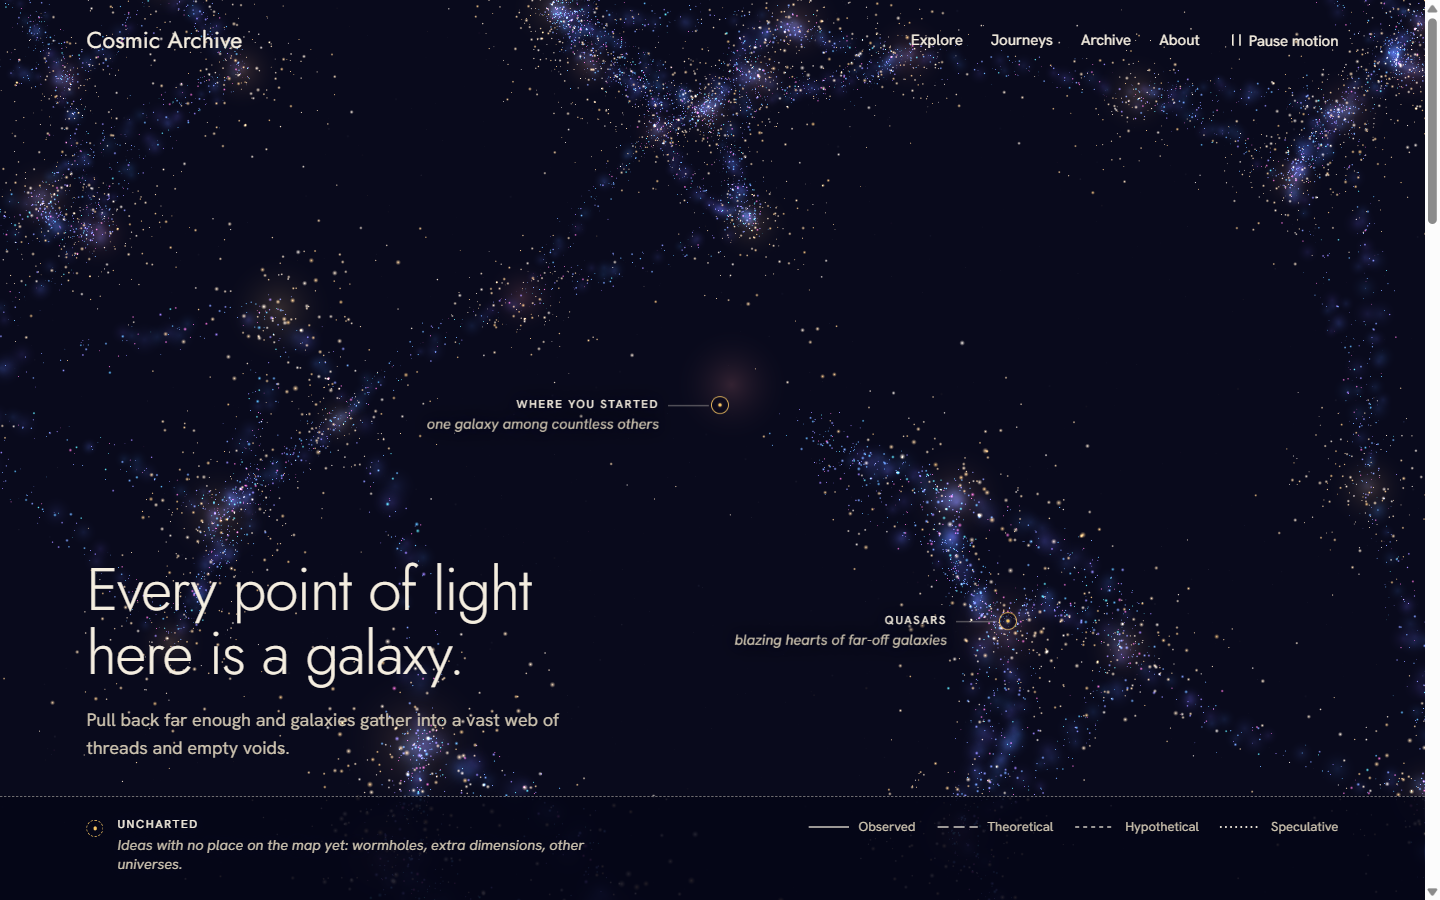 Cosmic Archive
Explore Journeys Archive About Pause motion
WHERE YOU STARTED
one galaxy among countless others
QUASARS
blazing hearts of far-off galaxies
Every point of light
here is a galaxy.
Pull back far enough and galaxies gather into a vast web of
threads and empty voids.
UNCHARTED
Ideas with no place on the map yet: wormholes, extra dimensions, other
universes.
Observed Theoretical Hypothetical Speculative